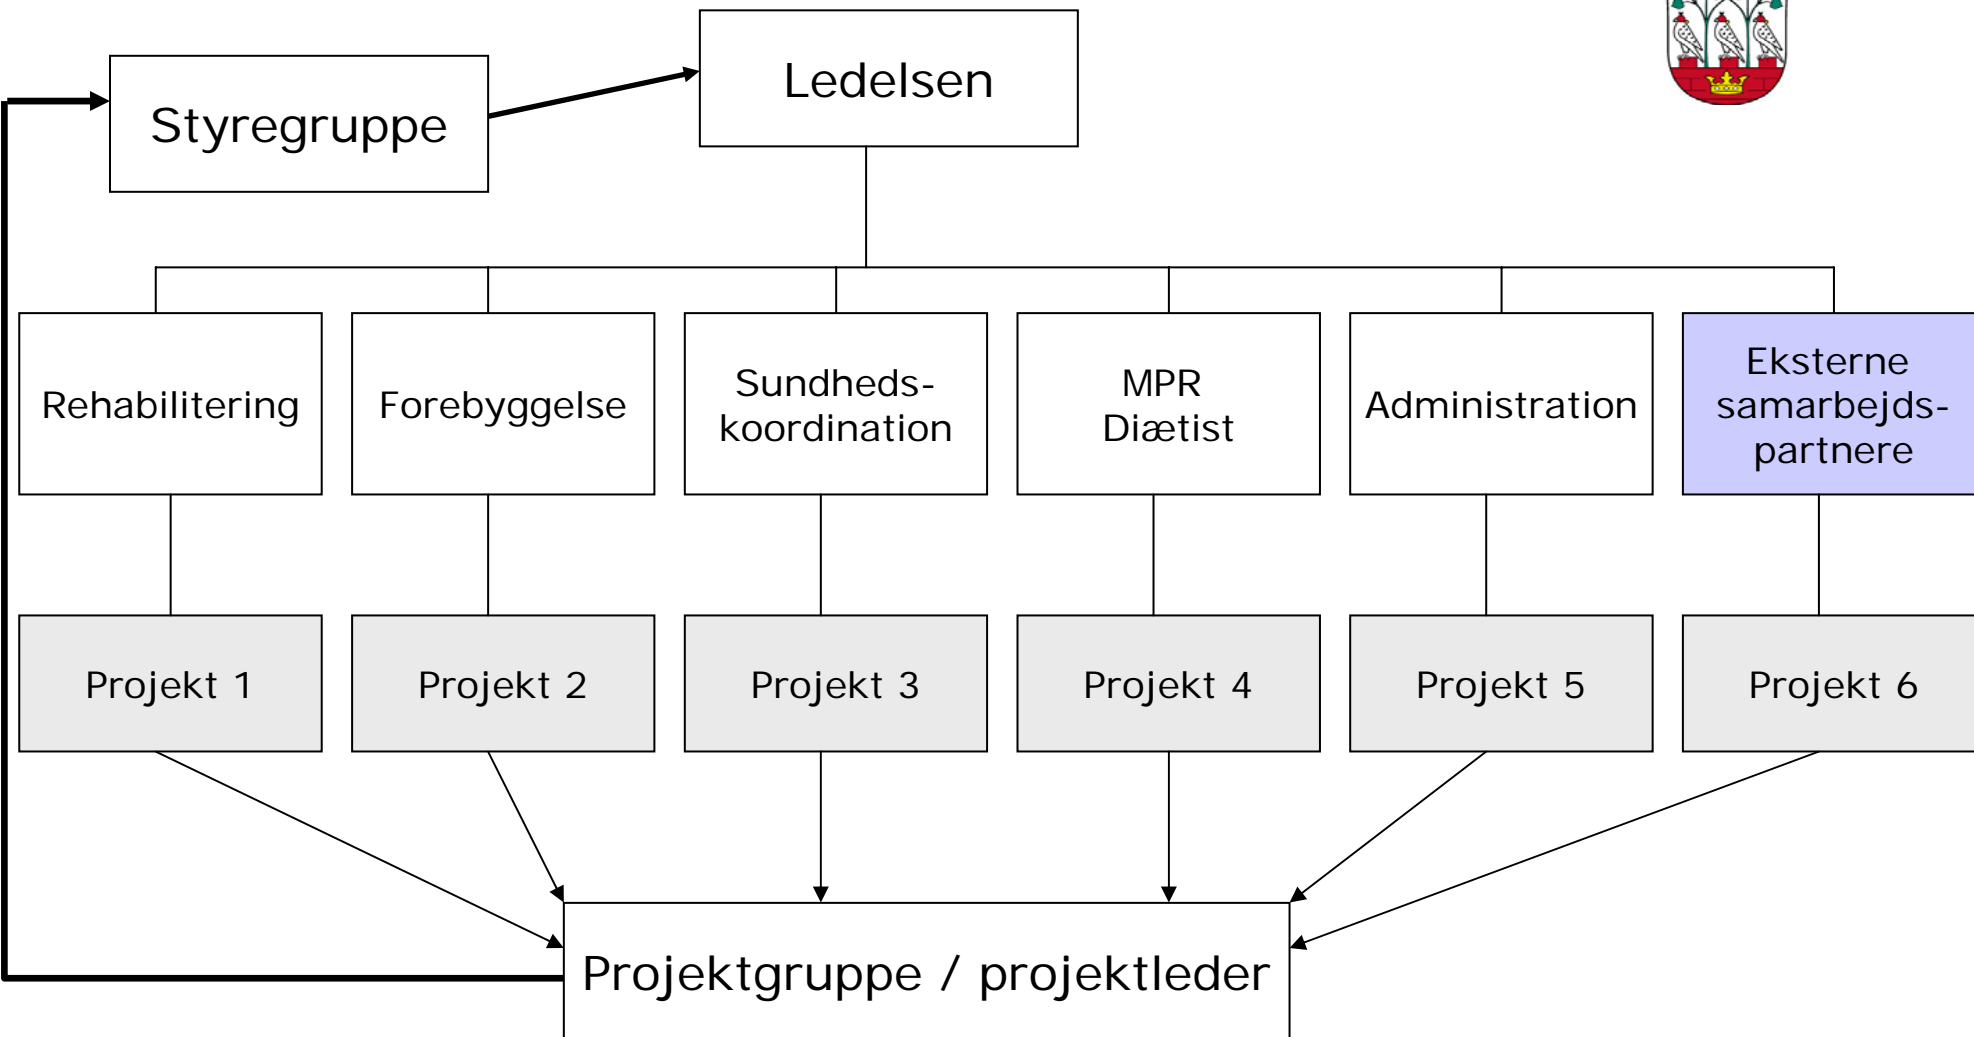 Ledelsen
Styregruppe
Rehabilitering
Forebyggelse
Sundheds-
koordination
MPR
Diætist
Administration
Eksterne
samarbejds-
partnere
Projekt 1
Projekt 2
Projekt 3
Projekt 4
Projekt 5
Projekt 6
Projektgruppe / projektleder